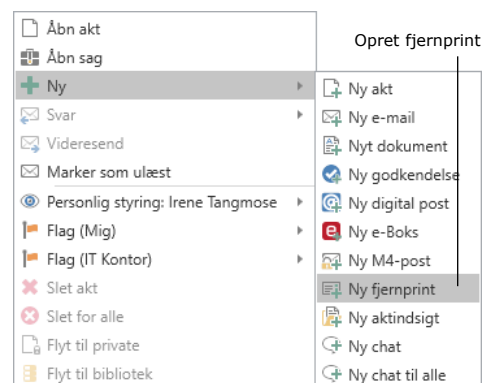 Åbn akt
Åbn sag
Ny
Svar
Videresend
Marker som ulæst
Personlig styring: Irene Tangmose
Flag (Mig)
Flag (IT Kontor)
Slet akt
Slet for alle
Flyt til private
Flyt til bibliotek
Opret fjernprint
Ny akt
Ny e-mail
Nyt dokument
Ny godkendelse
Ny digital post
Ny e-Boks
Ny M4-post
Ny fjernprint
Ny aktindsigt
Ny chat
Ny chat til alle